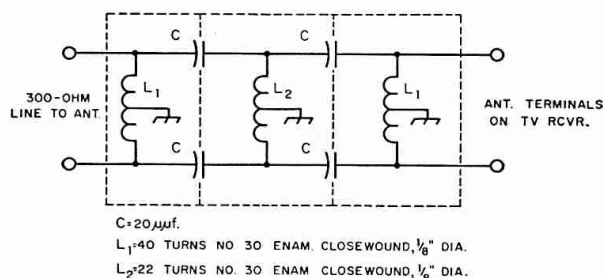 C C
300-OHM
LINE TO ANT.
L₁ L₂ L₁
ANT. TERMINALS
ON TV RCVR.
C C
C=20μμf.
L₁=40 TURNS NO. 30 ENAM. CLOSEWOUND, 1/8" DIA.
L₂=22 TURNS NO. 30 ENAM CLOSEWOUND, 1/8" DIA.